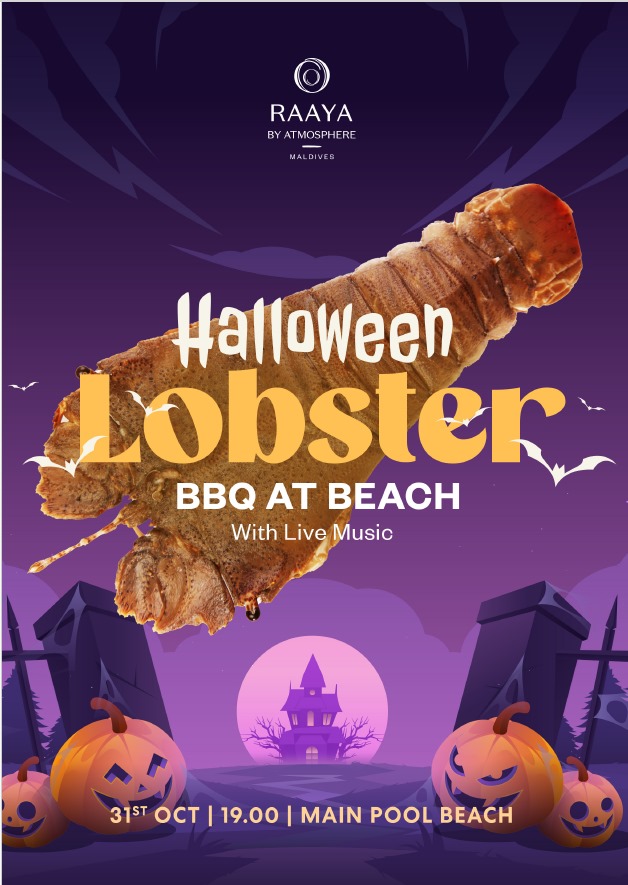 RAAYA
BY ATMOSPHERE
MALDIVES
Halloween
Lobster
BBQ AT BEACH
With Live Music
31ST OCT | 19.00 | MAIN POOL BEACH